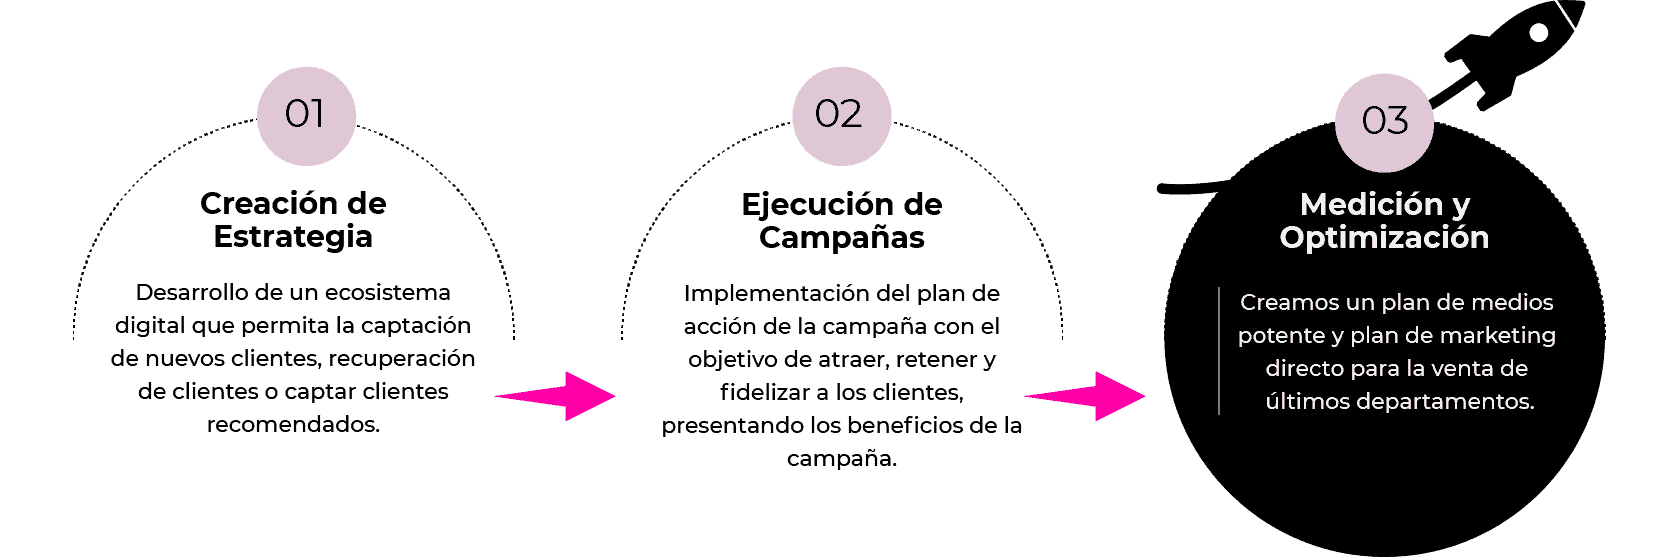 01
Creación de
Estrategia
Desarrollo de un ecosistema
digital que permita la captación
de nuevos clientes, recuperación
de clientes o captar clientes
recomendados.
02
Ejecución de
Campañas
Implementación del plan de
acción de la campaña con el
objetivo de atraer, retener y
fidelizar a los clientes,
presentando los beneficios de la
campaña.
03
Medición y
Optimización
Creamos un plan de medios
potente y plan de marketing
directo para la venta de
últimos departamentos.